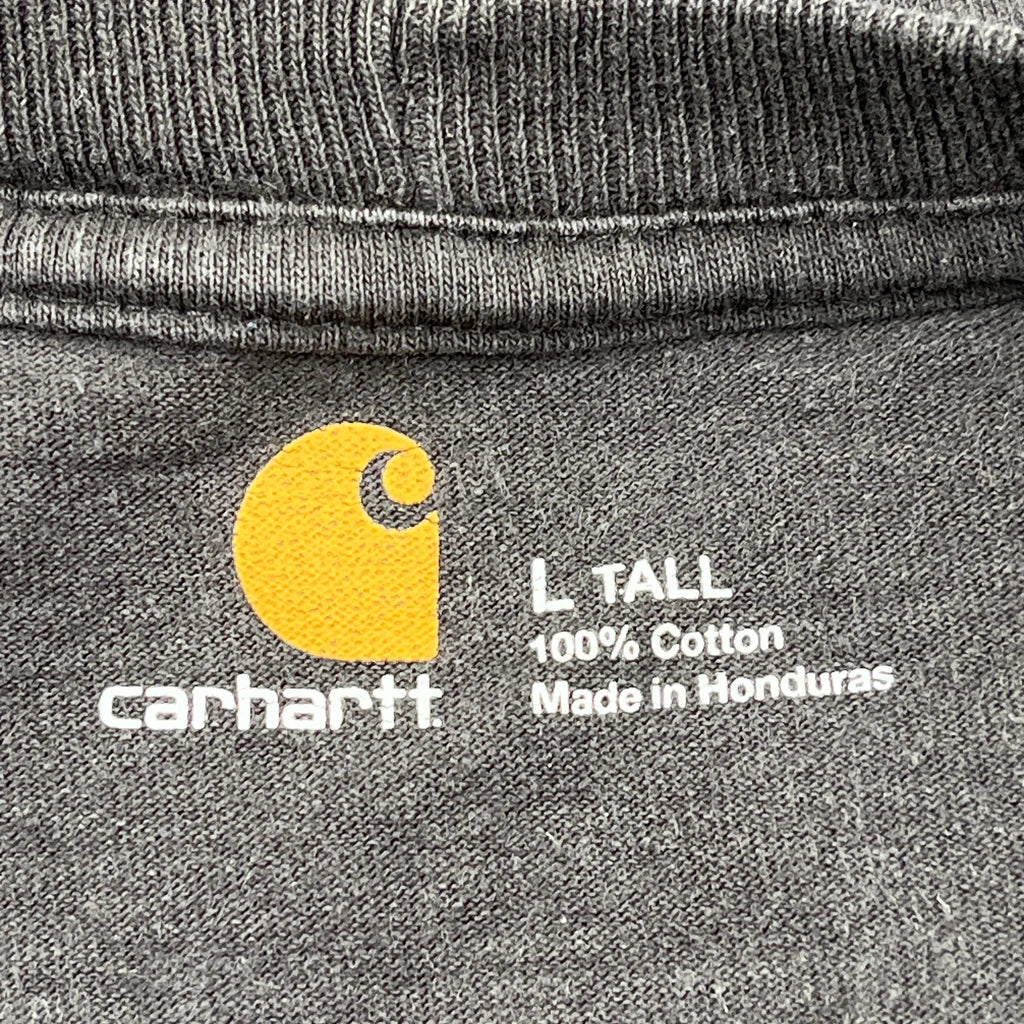 carhartt
L TALL
100% Cotton
Made in Honduras